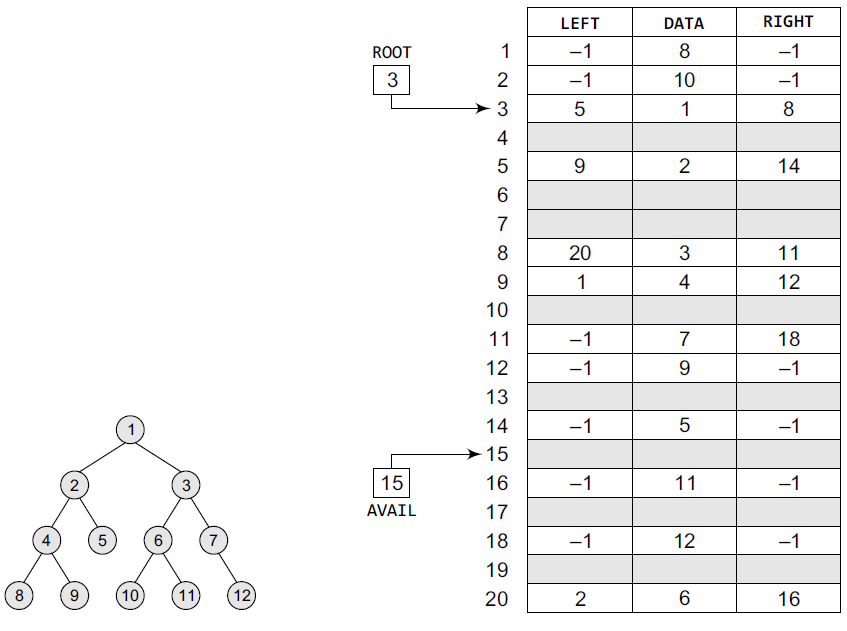 LEFT DATA RIGHT
ROOT
3
1 –1 8 –1
2 –1 10 –1
3 5 1 8
4
5 9 2 14
6
7
8 20 3 11
9 1 4 12
10
11 –1 7 18
12 –1 9 –1
13
14 –1 5 –1
15
16 –1 11 –1
17
18 –1 12 –1
19
20 2 6 16
15
AVAIL
1
2 3
4 5 6 7
8 9 10 11 12